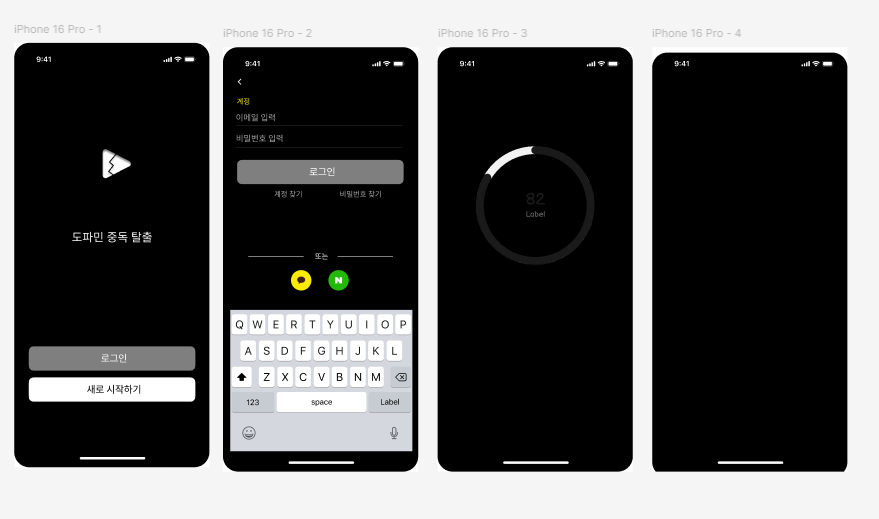 iPhone 16 Pro - 1
9:41
도파민 중독 탈출
로그인
새로 시작하기
iPhone 16 Pro - 2
9:41
계정
이메일 입력
비밀번호 입력
로그인
계정 찾기 비밀번호 찾기
또는
N
Q W E R T Y U I O P
A S D F G H J K L
Z X C V B N M
123 space Label
iPhone 16 Pro - 3
9:41
82
Label
iPhone 16 Pro - 4
9:41